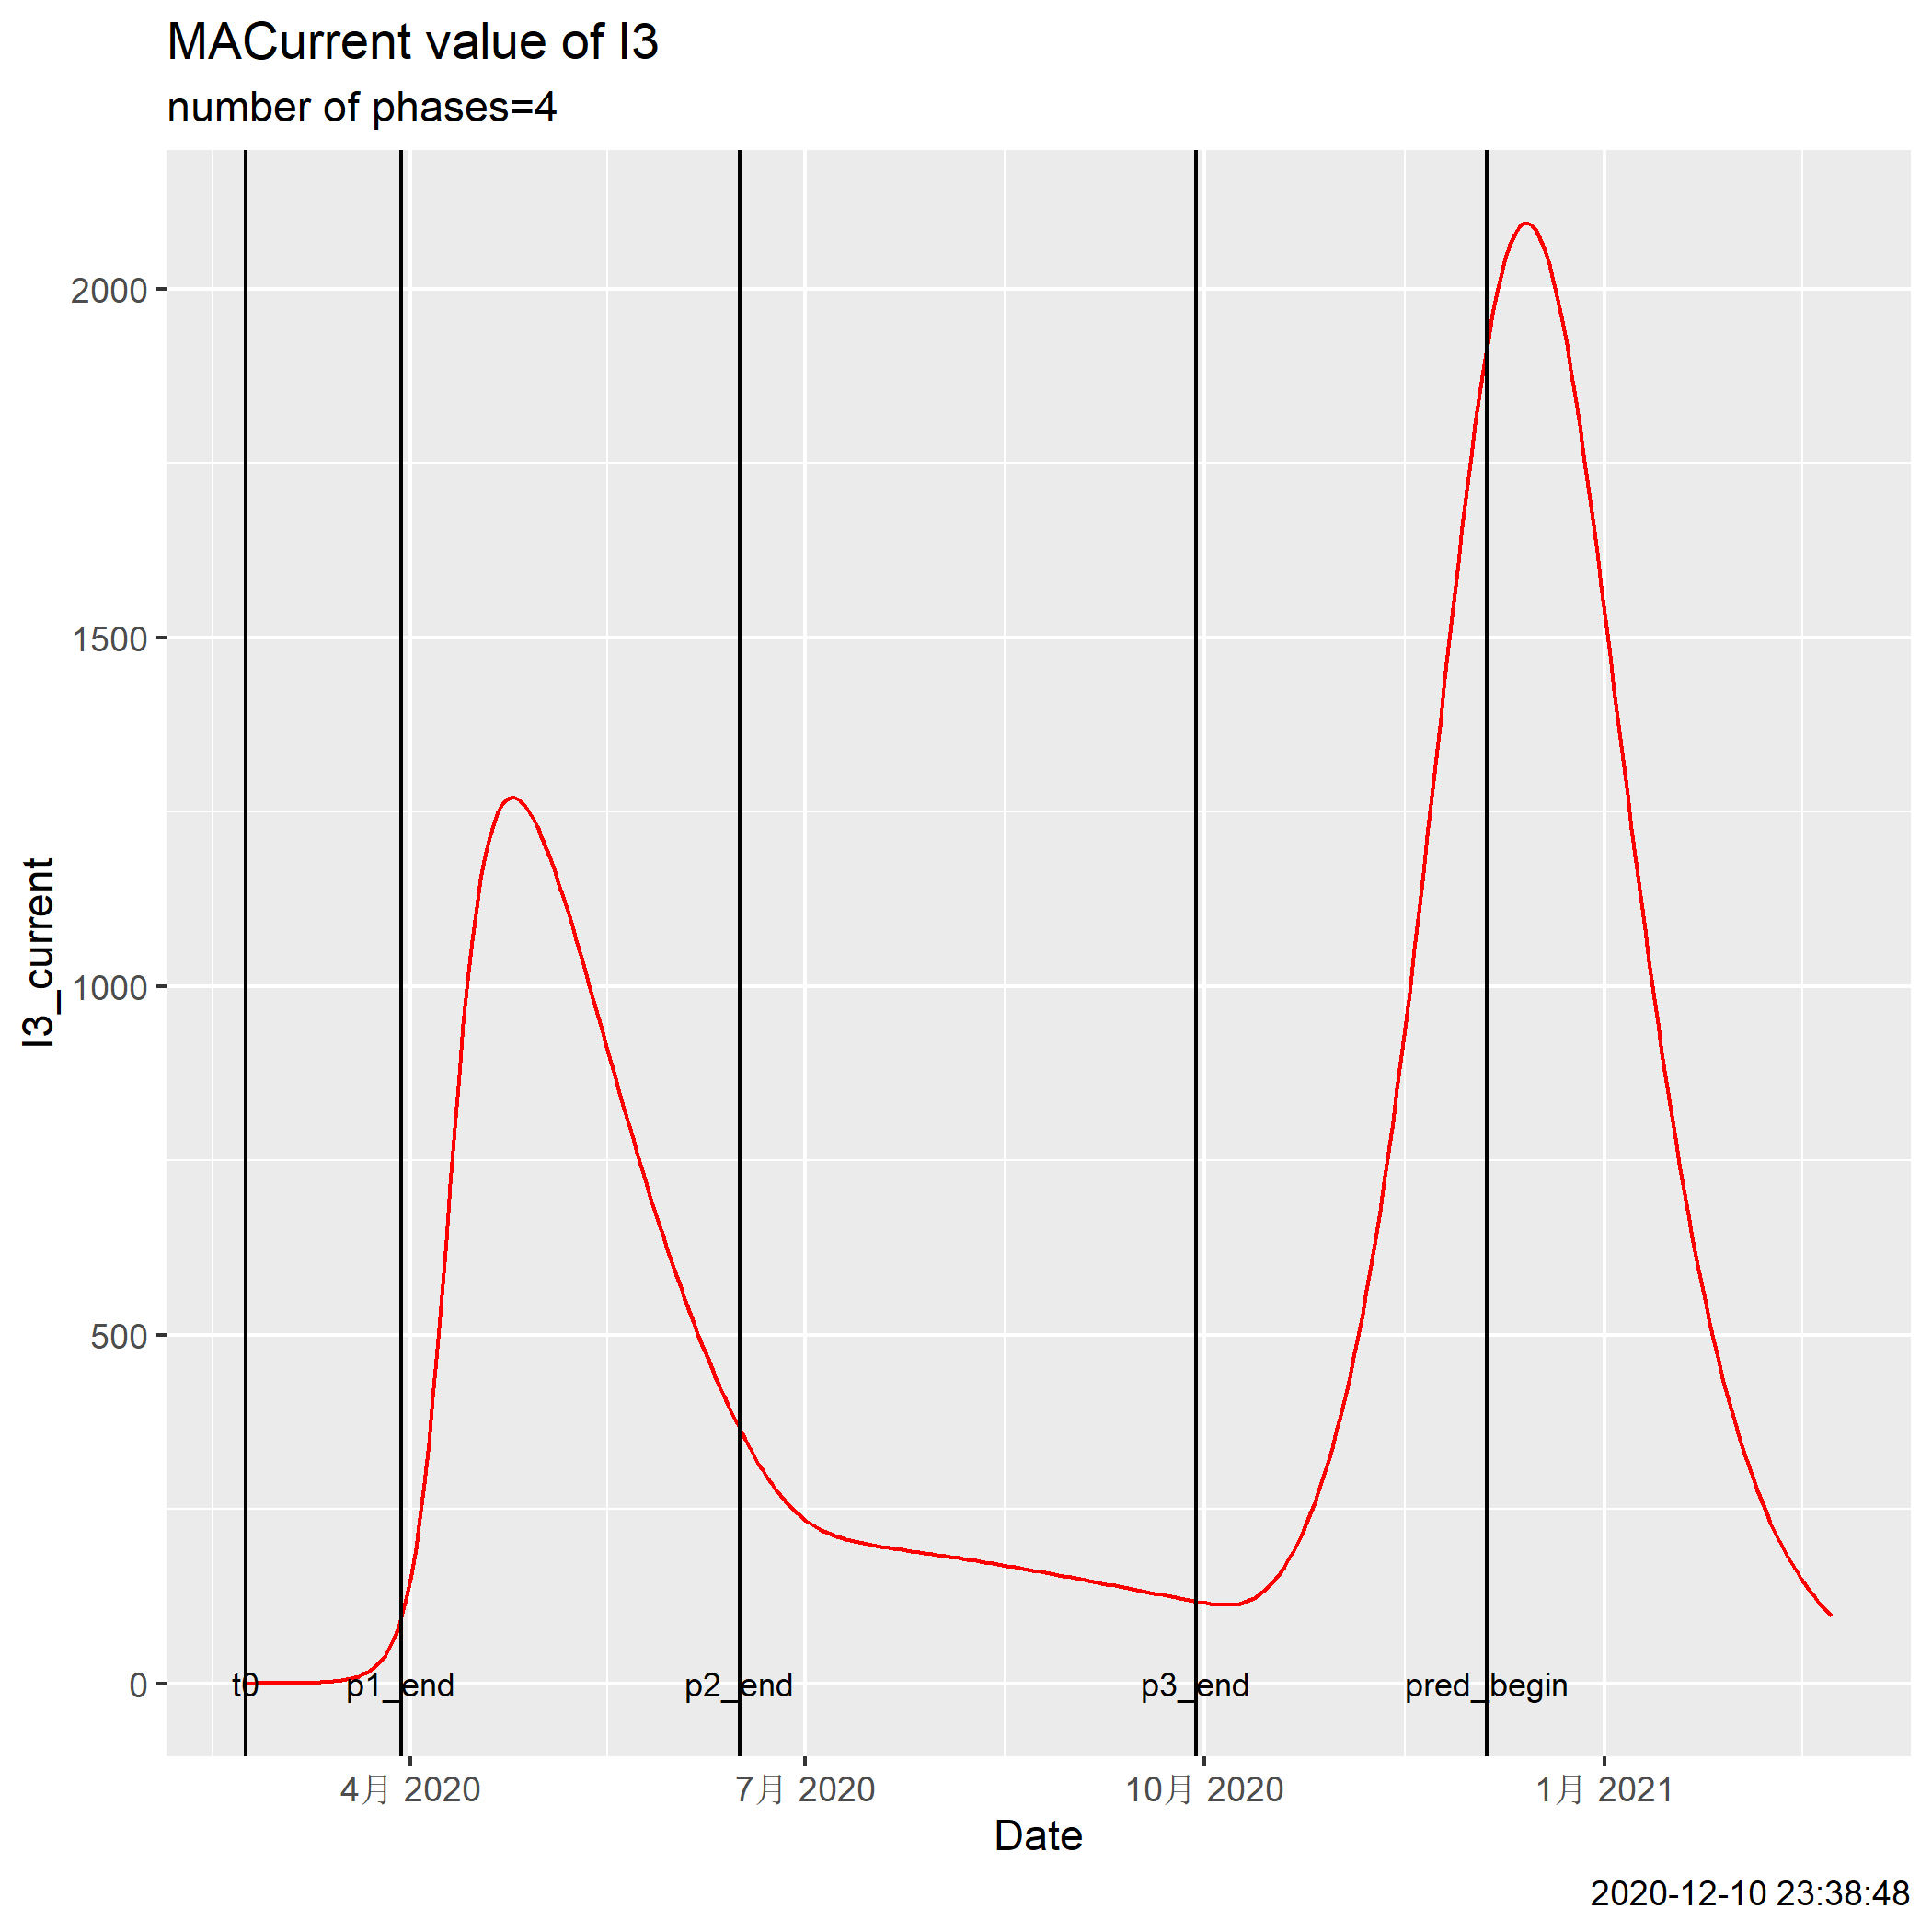 MACurrent value of I3
number of phases=4
I3_current
2000
1500
1000
500
0
t0
p1_end
p2_end
p3_end
pred_begin
4月 2020
7月 2020
10月 2020
1月 2021
Date
2020-12-10 23:38:48